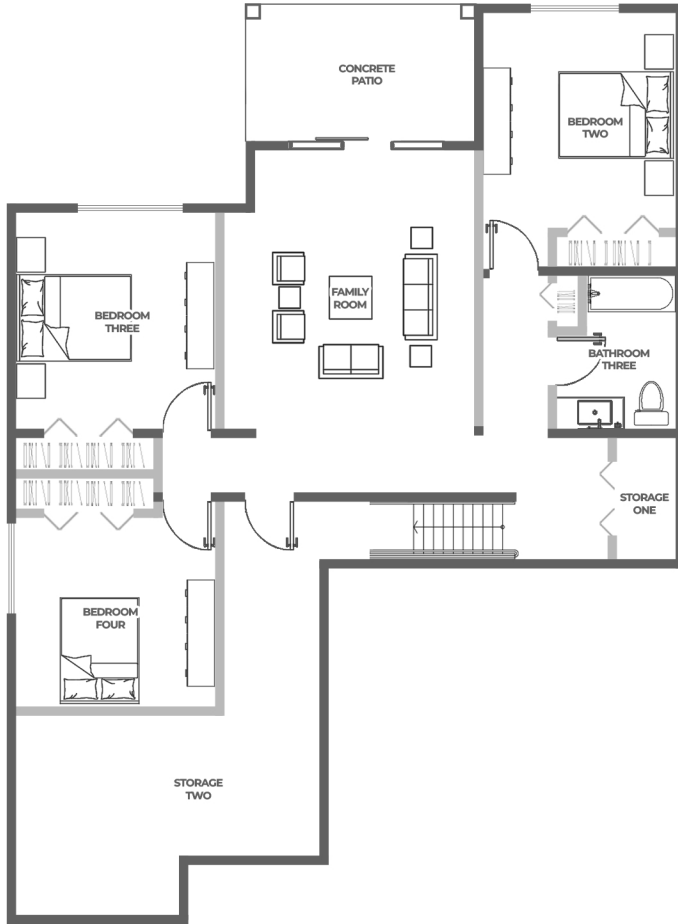 CONCRETE
PATIO
BEDROOM
TWO
FAMILY
ROOM
BEDROOM
THREE
BATHROOM
THREE
STORAGE
ONE
BEDROOM
FOUR
STORAGE
TWO